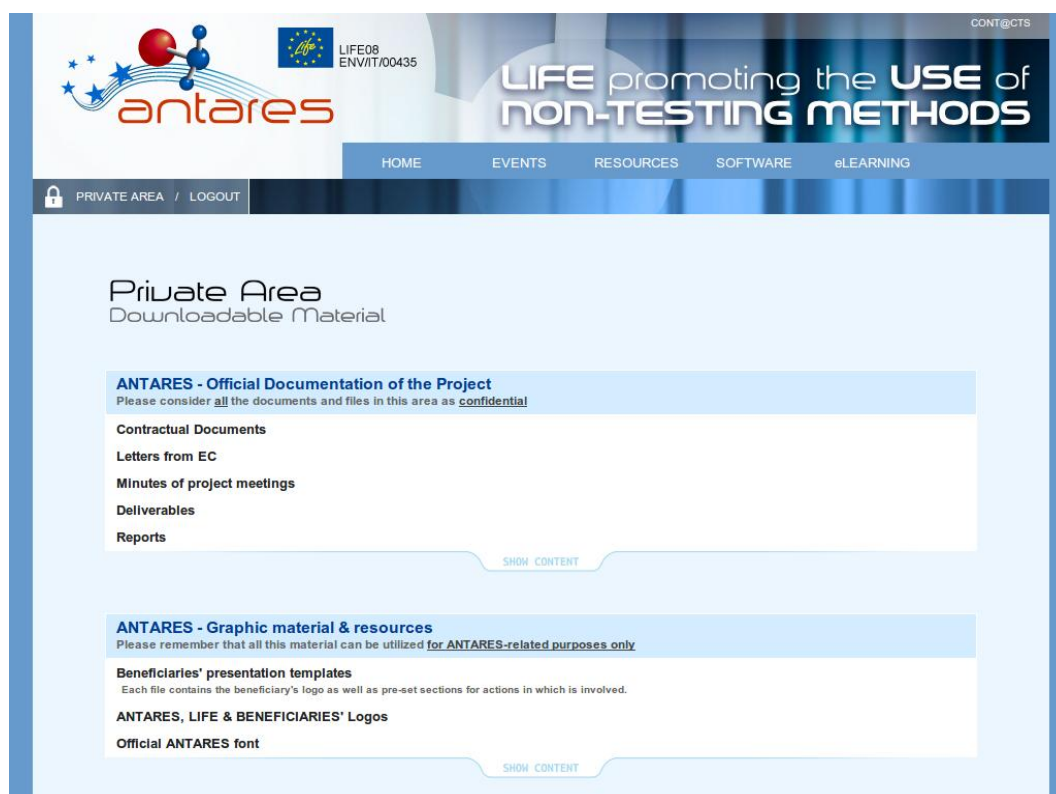 CONT@CTS
LIFE08
ENV/IT/00435
Life
antares
LIFE promoting the USE of
NON-TESTING METHODS
HOME EVENTS RESOURCES SOFTWARE eLEARNING
PRIVATE AREA / LOGOUT
Private Area
Downloadable Material
ANTARES - Official Documentation of the Project
Please consider all the documents and files in this area as confidential
Contractual Documents
Letters from EC
Minutes of project meetings
Deliverables
Reports
SHOW CONTENT
ANTARES - Graphic material & resources
Please remember that all this material can be utilized for ANTARES-related purposes only
Beneficiaries' presentation templates
Each file contains the beneficiary's logo as well as pre-set sections for actions in which is involved.
ANTARES, LIFE & BENEFICIARIES' Logos
Official ANTARES font
SHOW CONTENT